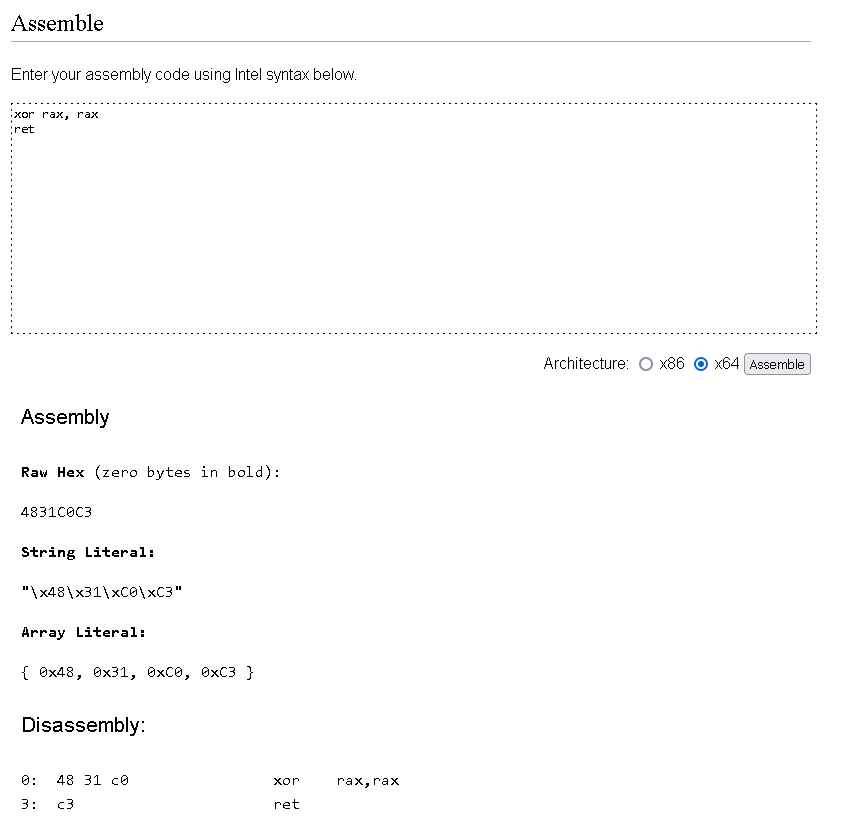 Assemble
Enter your assembly code using Intel syntax below.
xor rax, rax
ret
Architecture: x86 x64 Assemble
Assembly
Raw Hex (zero bytes in bold):
4831C0C3
String Literal:
"\x48\x31\xC0\xC3"
Array Literal:
{ 0x48, 0x31, 0xC0, 0xC3 }
Disassembly:
0: 48 31 c0 xor rax,rax
3: c3 ret